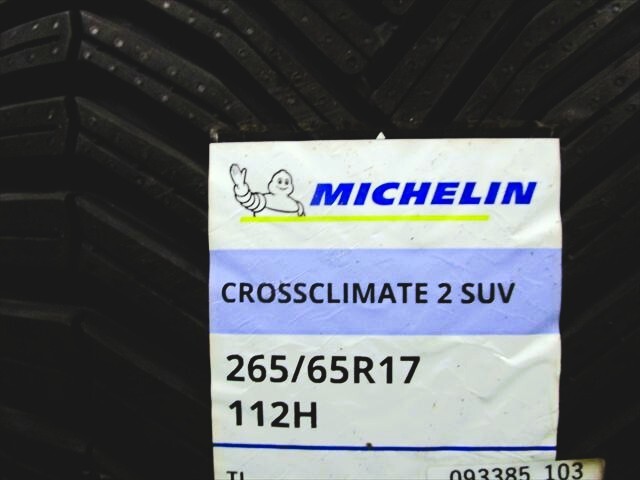 MICHELIN
CROSSCLIMATE 2 SUV
265/65R17
112H
TL
093385 103